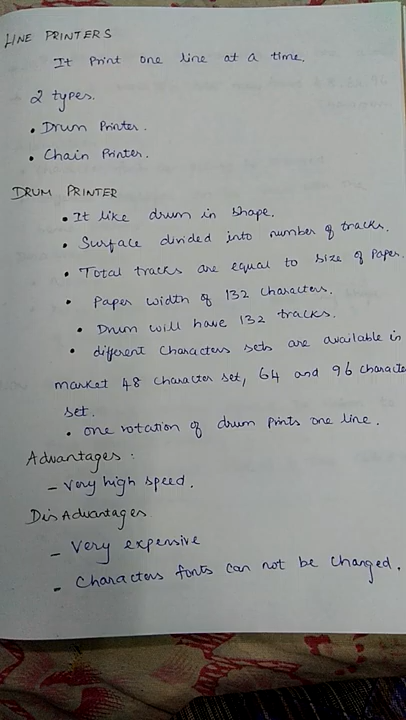 LINE PRINTERS
It Print one line at a time.
2 types.
• Drum Printer.
• Chain Printer.
DRUM PRINTER
• It like drum in shape.
• Surface divided into number of tracks.
• Total tracks are equal to size of Paper.
• Paper width of 132 characters.
• Drum will have 132 tracks.
• different Characters sets are available in
market 48 character set, 64 and 96 characte
set.
• one rotation of drum prints one line.
Advantages :
- Very high speed.
DisAdvantages
- Very expensive
- Characters fonts can not be changed.